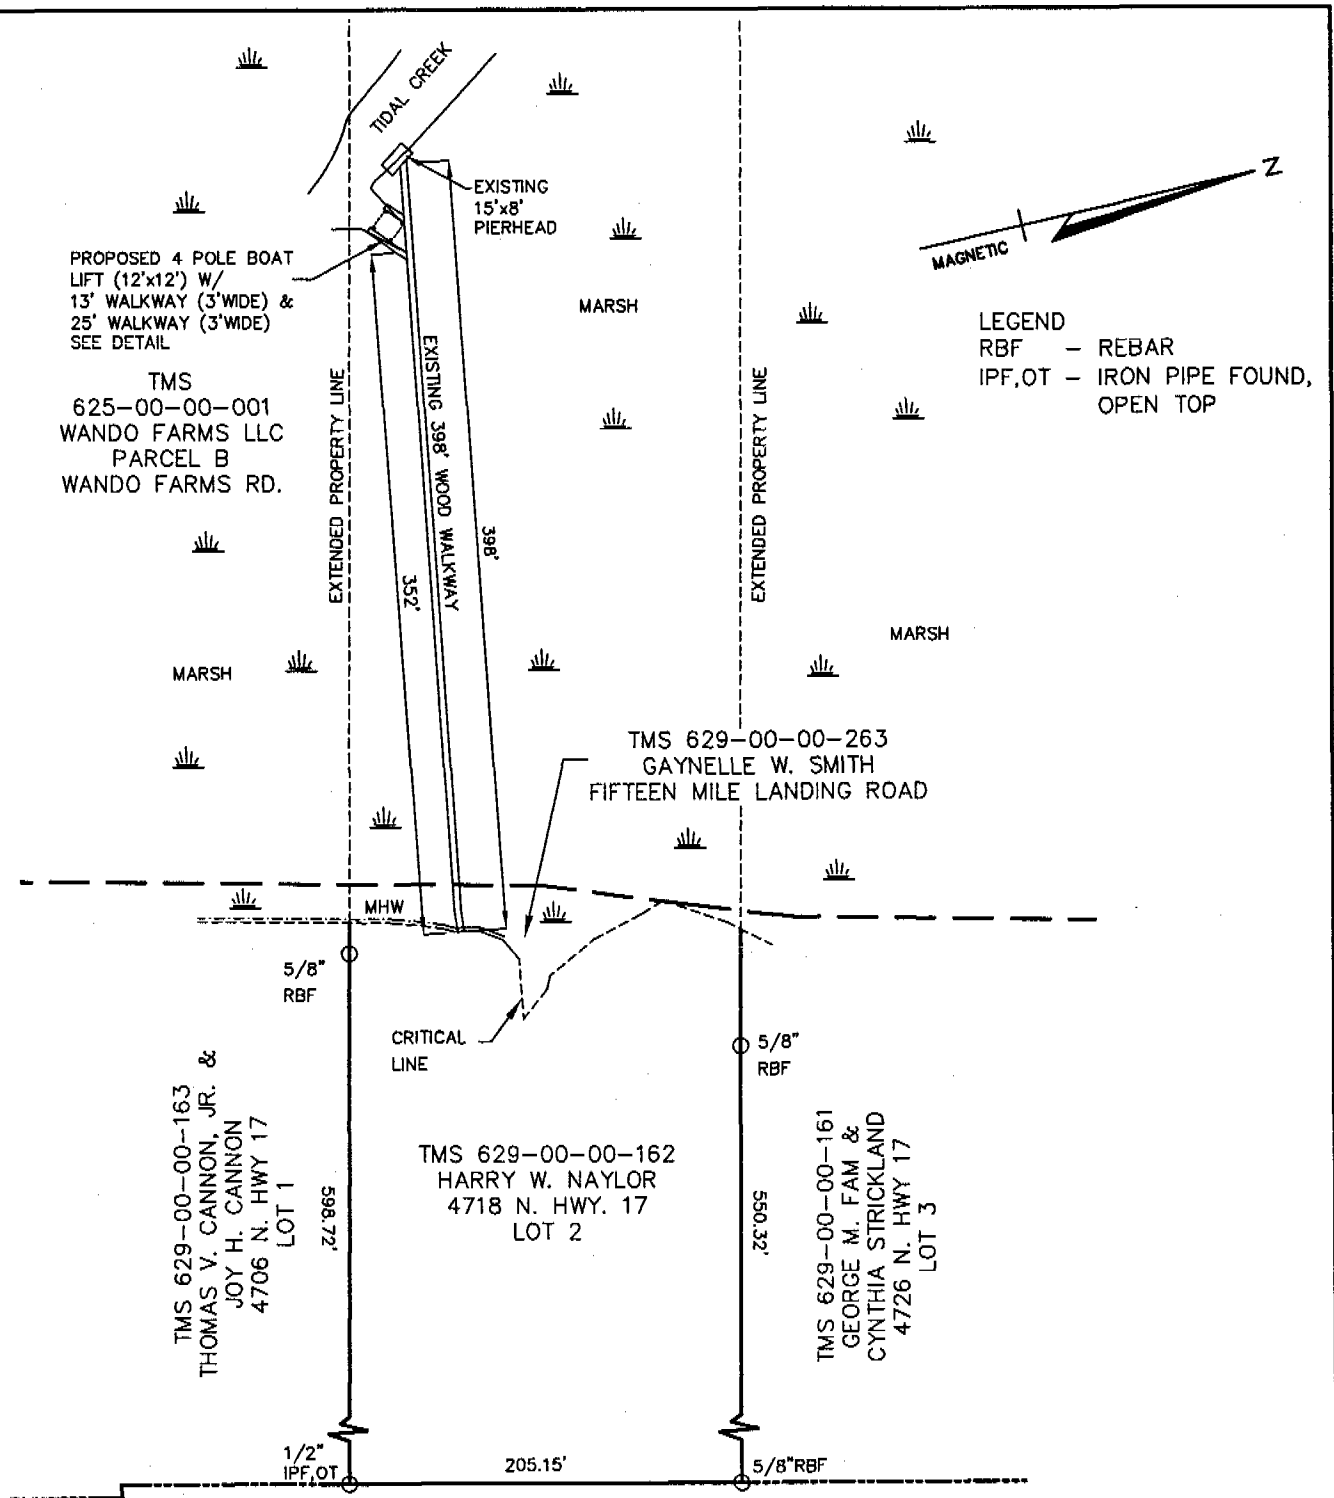 TIDAL CREEK
EXISTING
15'x8'
PIERHEAD
PROPOSED 4 POLE BOAT
LIFT (12'x12') W/
13' WALKWAY (3'WIDE) &
25' WALKWAY (3'WIDE)
SEE DETAIL
TMS
625-00-00-001
WANDO FARMS LLC
PARCEL B
WANDO FARMS RD.
EXTENDED PROPERTY LINE
EXISTING 398' WOOD WALKWAY
398'
352'
MARSH
EXTENDED PROPERTY LINE
Z
MAGNETIC
LEGEND
RBF - REBAR
IPF,OT - IRON PIPE FOUND,
OPEN TOP
MARSH
MARSH
TMS 629-00-00-263
GAYNELLE W. SMITH
FIFTEEN MILE LANDING ROAD
MHW
5/8"
RBF
CRITICAL
LINE
5/8"
RBF
TMS 629-00-00-163
THOMAS V. CANNON, JR. &
JOY H. CANNON
4706 N. HWY 17
LOT 1
598.72'
TMS 629-00-00-162
HARRY W. NAYLOR
4718 N. HWY. 17
LOT 2
550.32'
TMS 629-00-00-161
GEORGE M. FAM &
CYNTHIA STRICKLAND
4726 N. HWY 17
LOT 3
1/2"
IPF,OT
205.15'
5/8"RBF